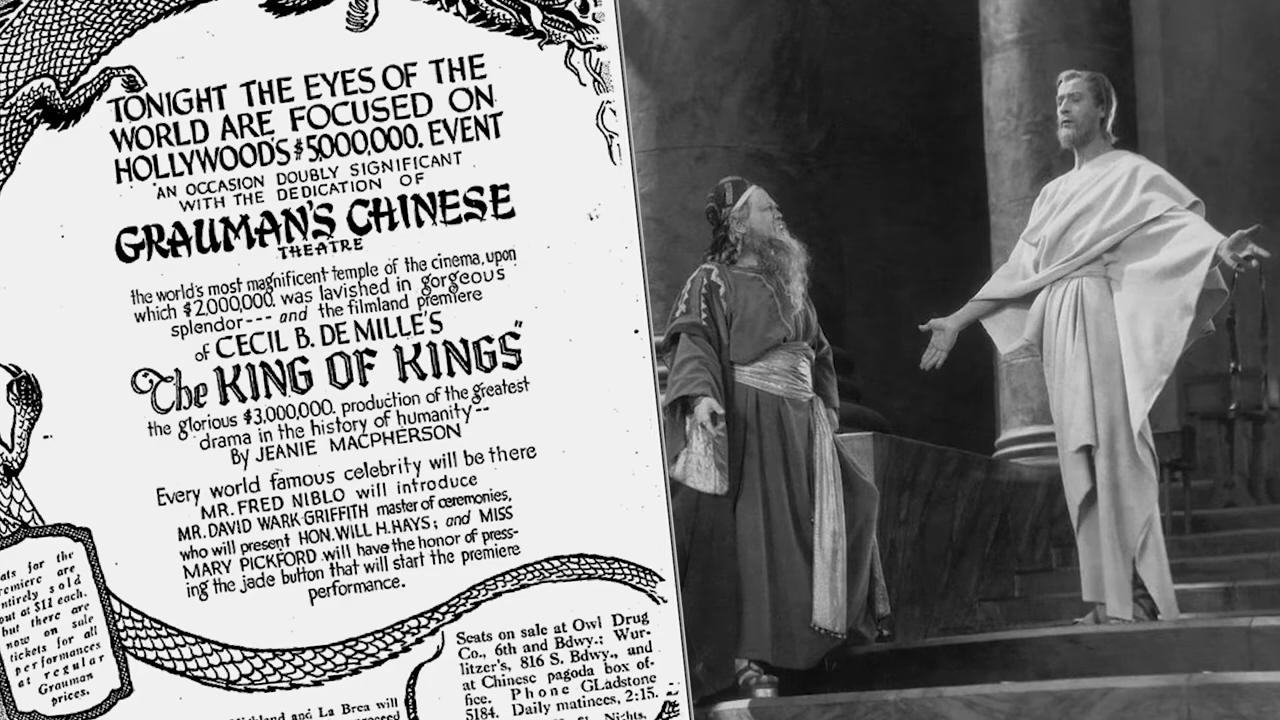 TONIGHT THE EYES OF THE
WORLD ARE FOCUSED ON
HOLLYWOOD'S $5,000,000. EVENT
AN OCCASION DOUBLY SIGNIFICANT
WITH THE DEDICATION OF
GRAUMAN'S CHINESE
THEATRE
the world's most magnificent temple of the cinema, upon
which $2,000,000. was lavished in gorgeous
splendor--- and the filmland premiere
of CECIL B. DE MILLE'S
"The KING OF KINGS"
the glorious $3,000,000. production of the greatest
drama in the history of humanity--
By JEANIE MACPHERSON
Every world famous celebrity will be there
MR. FRED NIBLO will introduce
MR. DAVID WARK GRIFFITH master of ceremonies,
who will present HON. WILL H. HAYS; and MISS
MARY PICKFORD will have the honor of press-
ing the jade button that will start the premiere
performance.
for the
are
sold
out at $11 each.
but there are
now on sale
tickets for all
performances
at regular
Grauman
prices.
Seats on sale at Owl Drug
Co., 6th and Bdwy.; Wur-
litzer's, 816 S. Bdwy., and
at Chinese pagoda box of-
fice. Phone GLadstone
5184. Daily matinees, 2:15.
Nights,
and La Brea will